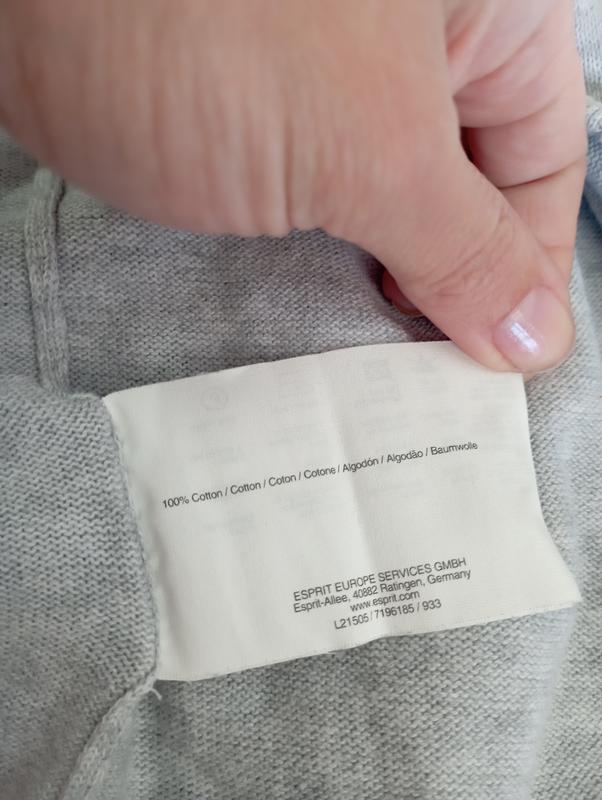 100% Cotton / Cotton / Coton / Cotone / Algodón / Algodão / Baumwolle
ESPRIT EUROPE SERVICES GMBH
Esprit-Allee, 40882 Ratingen, Germany
www.esprit.com
L21505 / 7196185 / 933